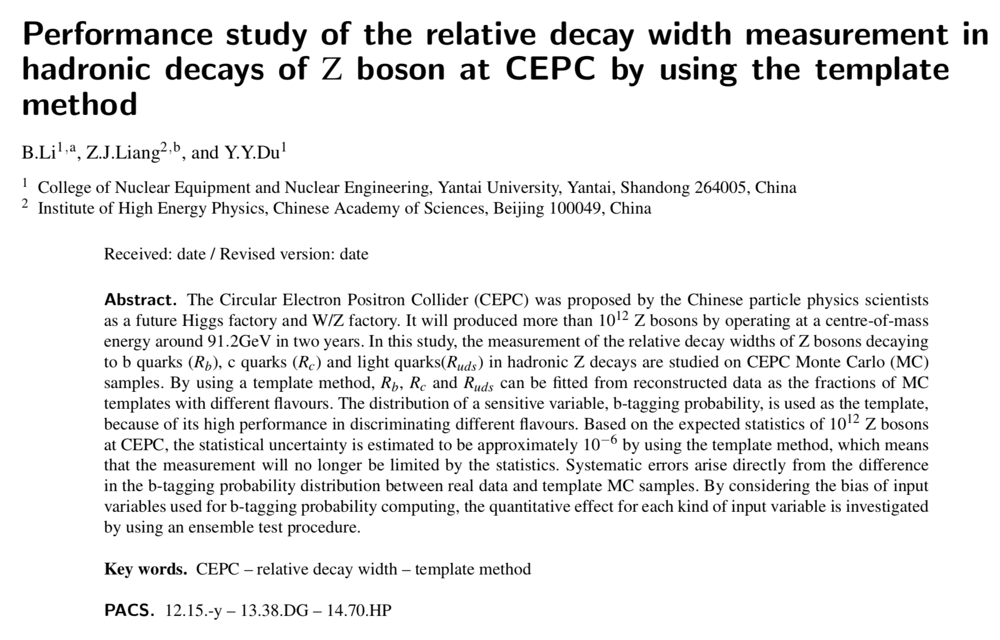 Performance study of the relative decay width measurement in
hadronic decays of Z boson at CEPC by using the template
method
B.Li1,a, Z.J.Liang2,b, and Y.Y.Du1
1 College of Nuclear Equipment and Nuclear Engineering, Yantai University, Yantai, Shandong 264005, China
2 Institute of High Energy Physics, Chinese Academy of Sciences, Beijing 100049, China
Received: date / Revised version: date
Abstract. The Circular Electron Positron Collider (CEPC) was proposed by the Chinese particle physics scientists
as a future Higgs factory and W/Z factory. It will produced more than 10^12 Z bosons by operating at a centre-of-mass
energy around 91.2GeV in two years. In this study, the measurement of the relative decay widths of Z bosons decaying
to b quarks (R_b), c quarks (R_c) and light quarks(R_uds) in hadronic Z decays are studied on CEPC Monte Carlo (MC)
samples. By using a template method, R_b, R_c and R_uds can be fitted from reconstructed data as the fractions of MC
templates with different flavours. The distribution of a sensitive variable, b-tagging probability, is used as the template,
because of its high performance in discriminating different flavours. Based on the expected statistics of 10^12 Z bosons
at CEPC, the statistical uncertainty is estimated to be approximately 10^−6 by using the template method, which means
that the measurement will no longer be limited by the statistics. Systematic errors arise directly from the difference
in the b-tagging probability distribution between real data and template MC samples. By considering the bias of input
variables used for b-tagging probability computing, the quantitative effect for each kind of input variable is investigated
by using an ensemble test procedure.
Key words. CEPC – relative decay width – template method
PACS. 12.15.-y – 13.38.DG – 14.70.HP